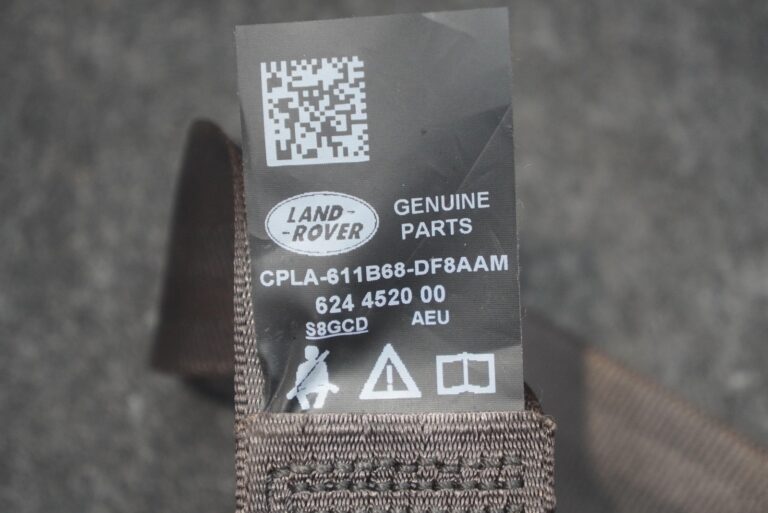 LAND-
-ROVER
GENUINE
PARTS
CPLA-611B68-DF8AAM
624 4520 00
S8GCD AEU